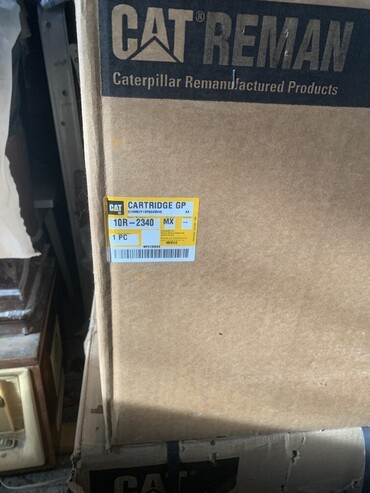 CAT® REMAN
Caterpillar Remanufactured Products
CAT CARTRIDGE GP
10R-2340 MX
1 PC
CAT